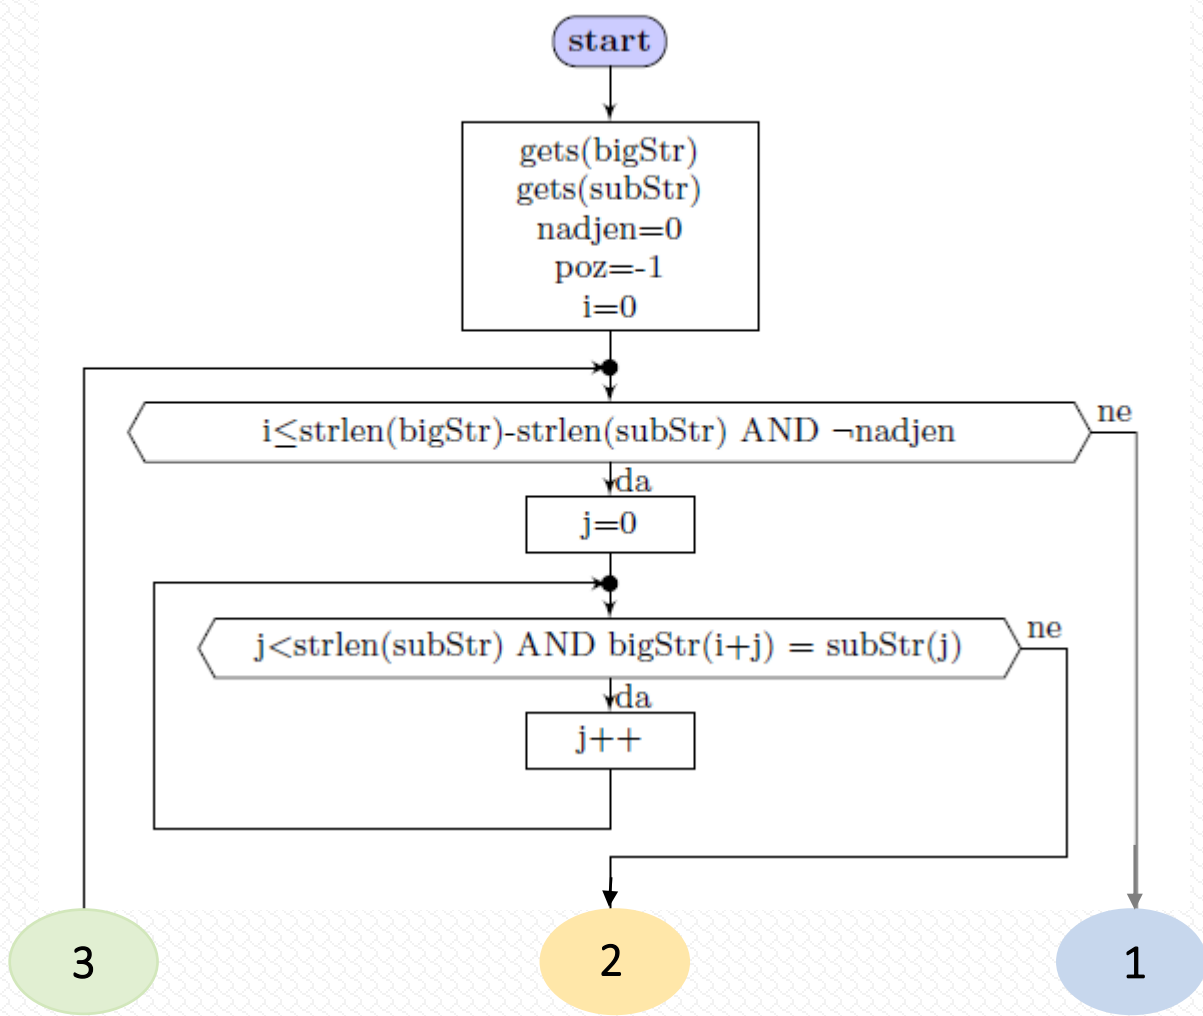 start
gets(bigStr)
gets(subStr)
nadjen=0
poz=-1
i=0
i≤strlen(bigStr)-strlen(subStr) AND ¬nadjen
ne
da
j=0
j<strlen(subStr) AND bigStr(i+j) = subStr(j)
ne
da
j++
3
2
1